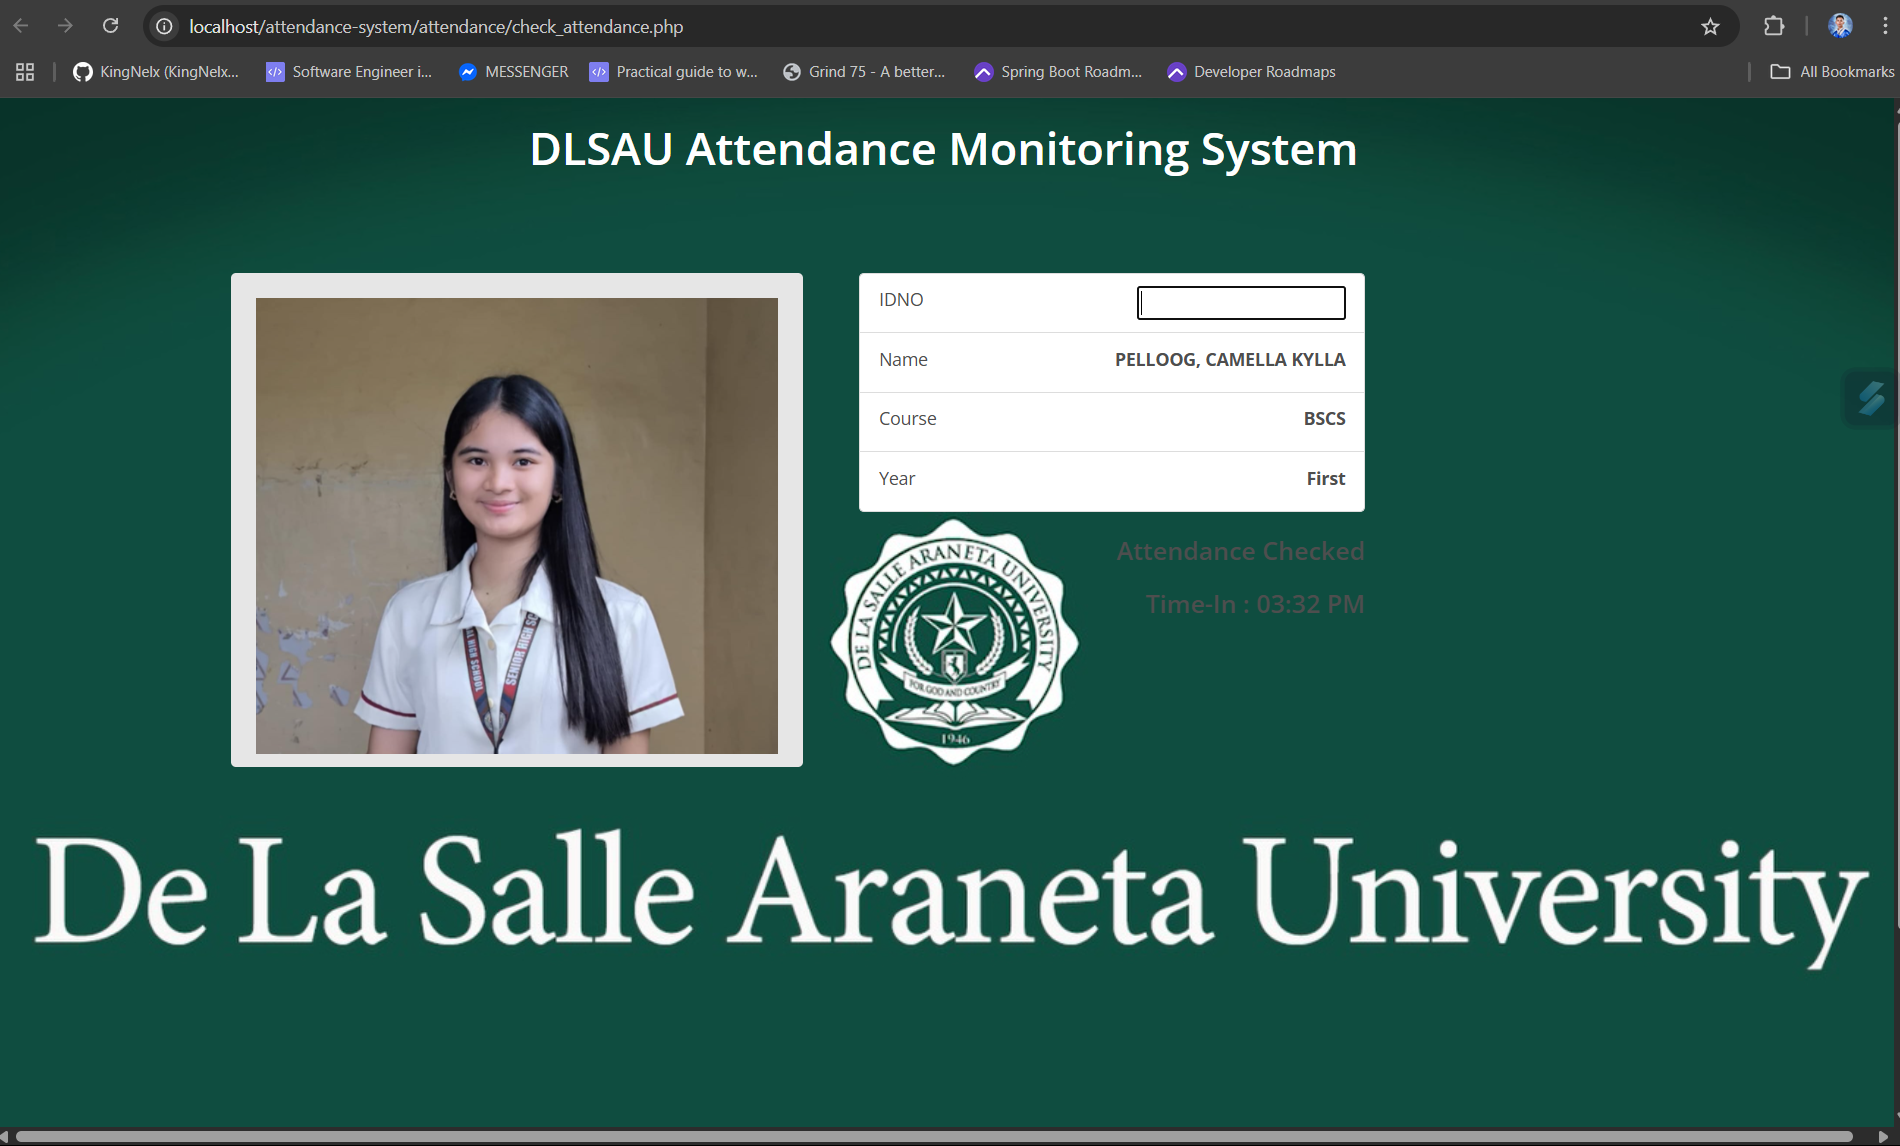 localhost/attendance-system/attendance/check_attendance.php
KingNelx (KingNelx... Software Engineer i... MESSENGER Practical guide to w... Grind 75 - A better... Spring Boot Roadm... Developer Roadmaps All Bookmarks
DLSAU Attendance Monitoring System
IDNO
Name PELLOOG, CAMELLA KYLLA
Course BSCS
Year First
Attendance Checked
Time-In : 03:32 PM
DE LA SALLE ARANETA UNIVERSITY
FOR GOD AND COUNTRY
1946
HIGH SCHOOL
SENIOR HIGH SC
De La Salle Araneta University